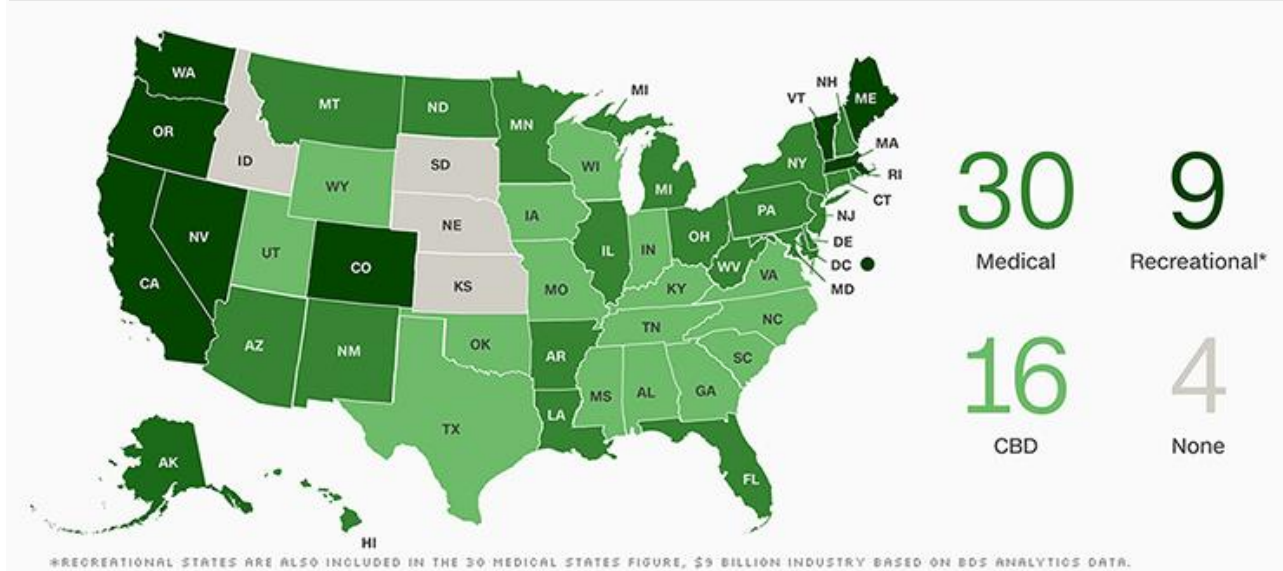 WA
MT
ND
MN
MI
VT
NH
ME
OR
ID
SD
WI
NY
MA
RI
WY
MI
CT
NV
NE
IA
PA
NJ
UT
CO
IL
IN
OH
DE
DC
CA
KS
MO
KY
WV
VA
MD
AZ
NM
OK
AR
TN
NC
SC
TX
LA
MS
AL
GA
AK
FL
HI
30
Medical
9
Recreational*
16
CBD
4
None
*RECREATIONAL STATES ARE ALSO INCLUDED IN THE 30 MEDICAL STATES FIGURE, $9 BILLION INDUSTRY BASED ON BDS ANALYTICS DATA.